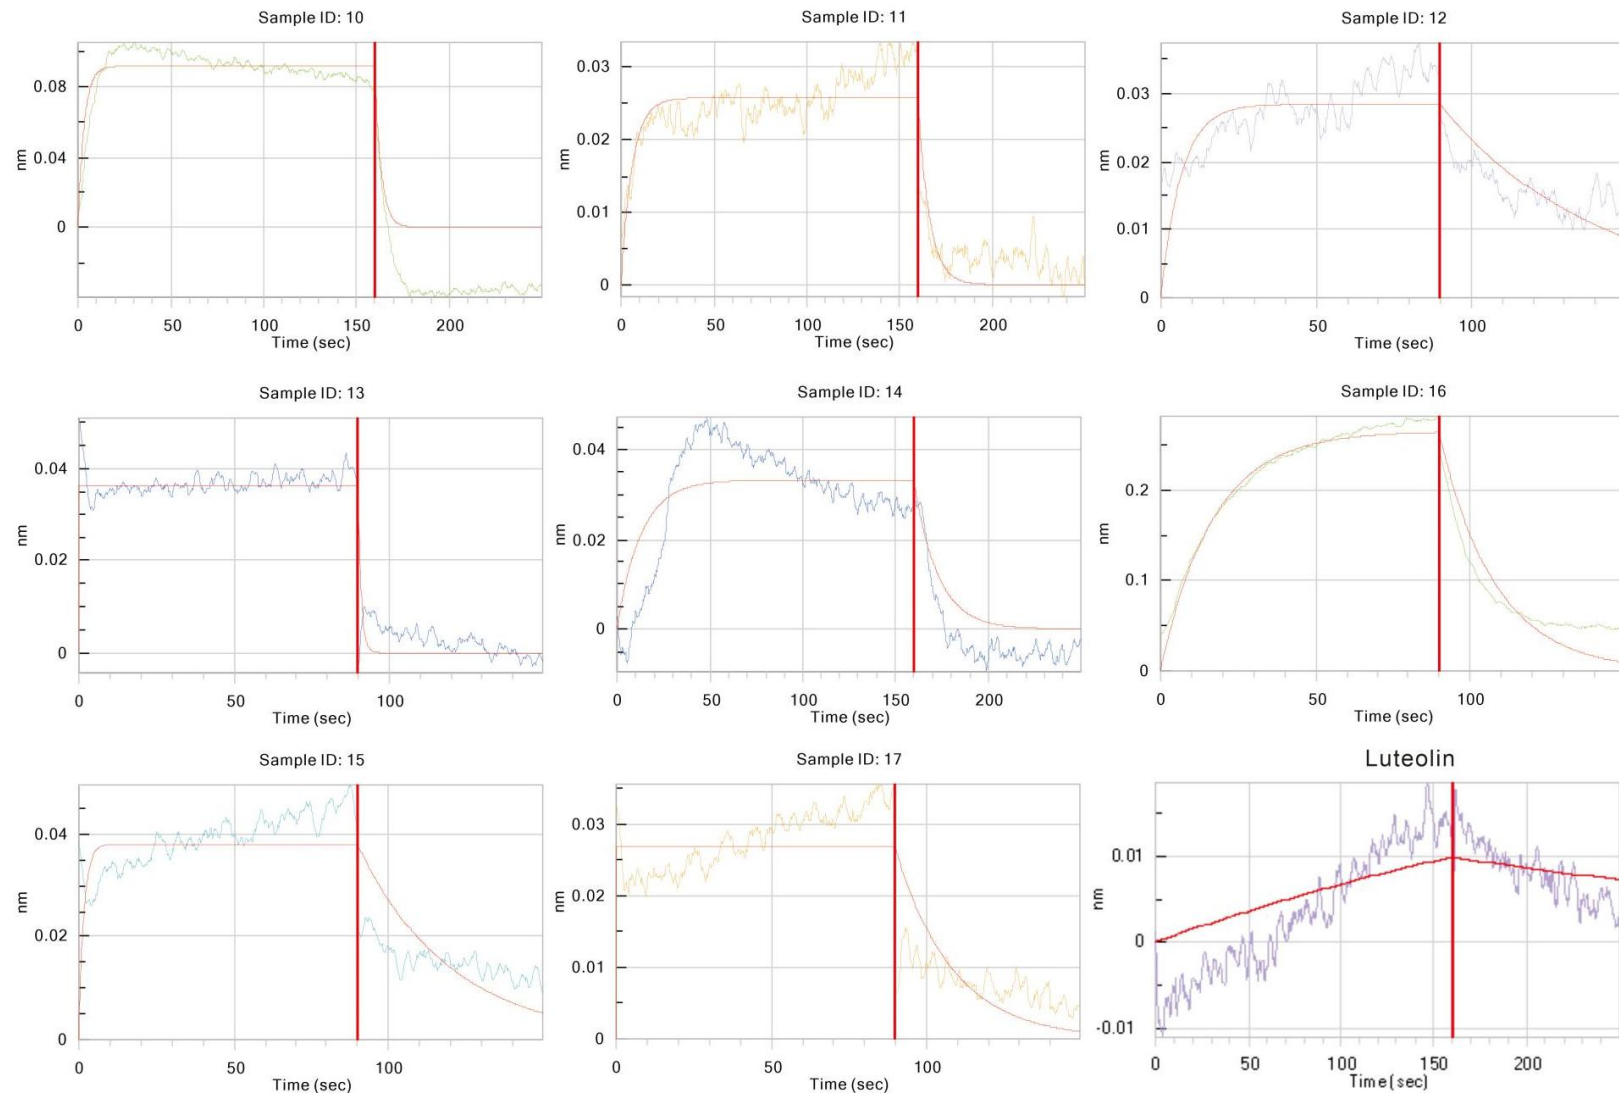 Sample ID: 10
nm
0.08
0.04
0
0 50 100 150 200
Time (sec)
Sample ID: 11
nm
0.03
0.02
0.01
0
0 50 100 150 200
Time (sec)
Sample ID: 12
nm
0.03
0.02
0.01
0
0 50 100
Time (sec)
Sample ID: 13
nm
0.04
0.02
0
0 50 100
Time (sec)
Sample ID: 14
nm
0.04
0.02
0
0 50 100 150 200
Time (sec)
Sample ID: 16
nm
0.2
0.1
0
0 50 100
Time (sec)
Sample ID: 15
nm
0.04
0.02
0
0 50 100
Time (sec)
Sample ID: 17
nm
0.03
0.02
0.01
0
0 50 100
Time (sec)
Luteolin
nm
0.01
0
-0.01
0 50 100 150 200
Time(sec)